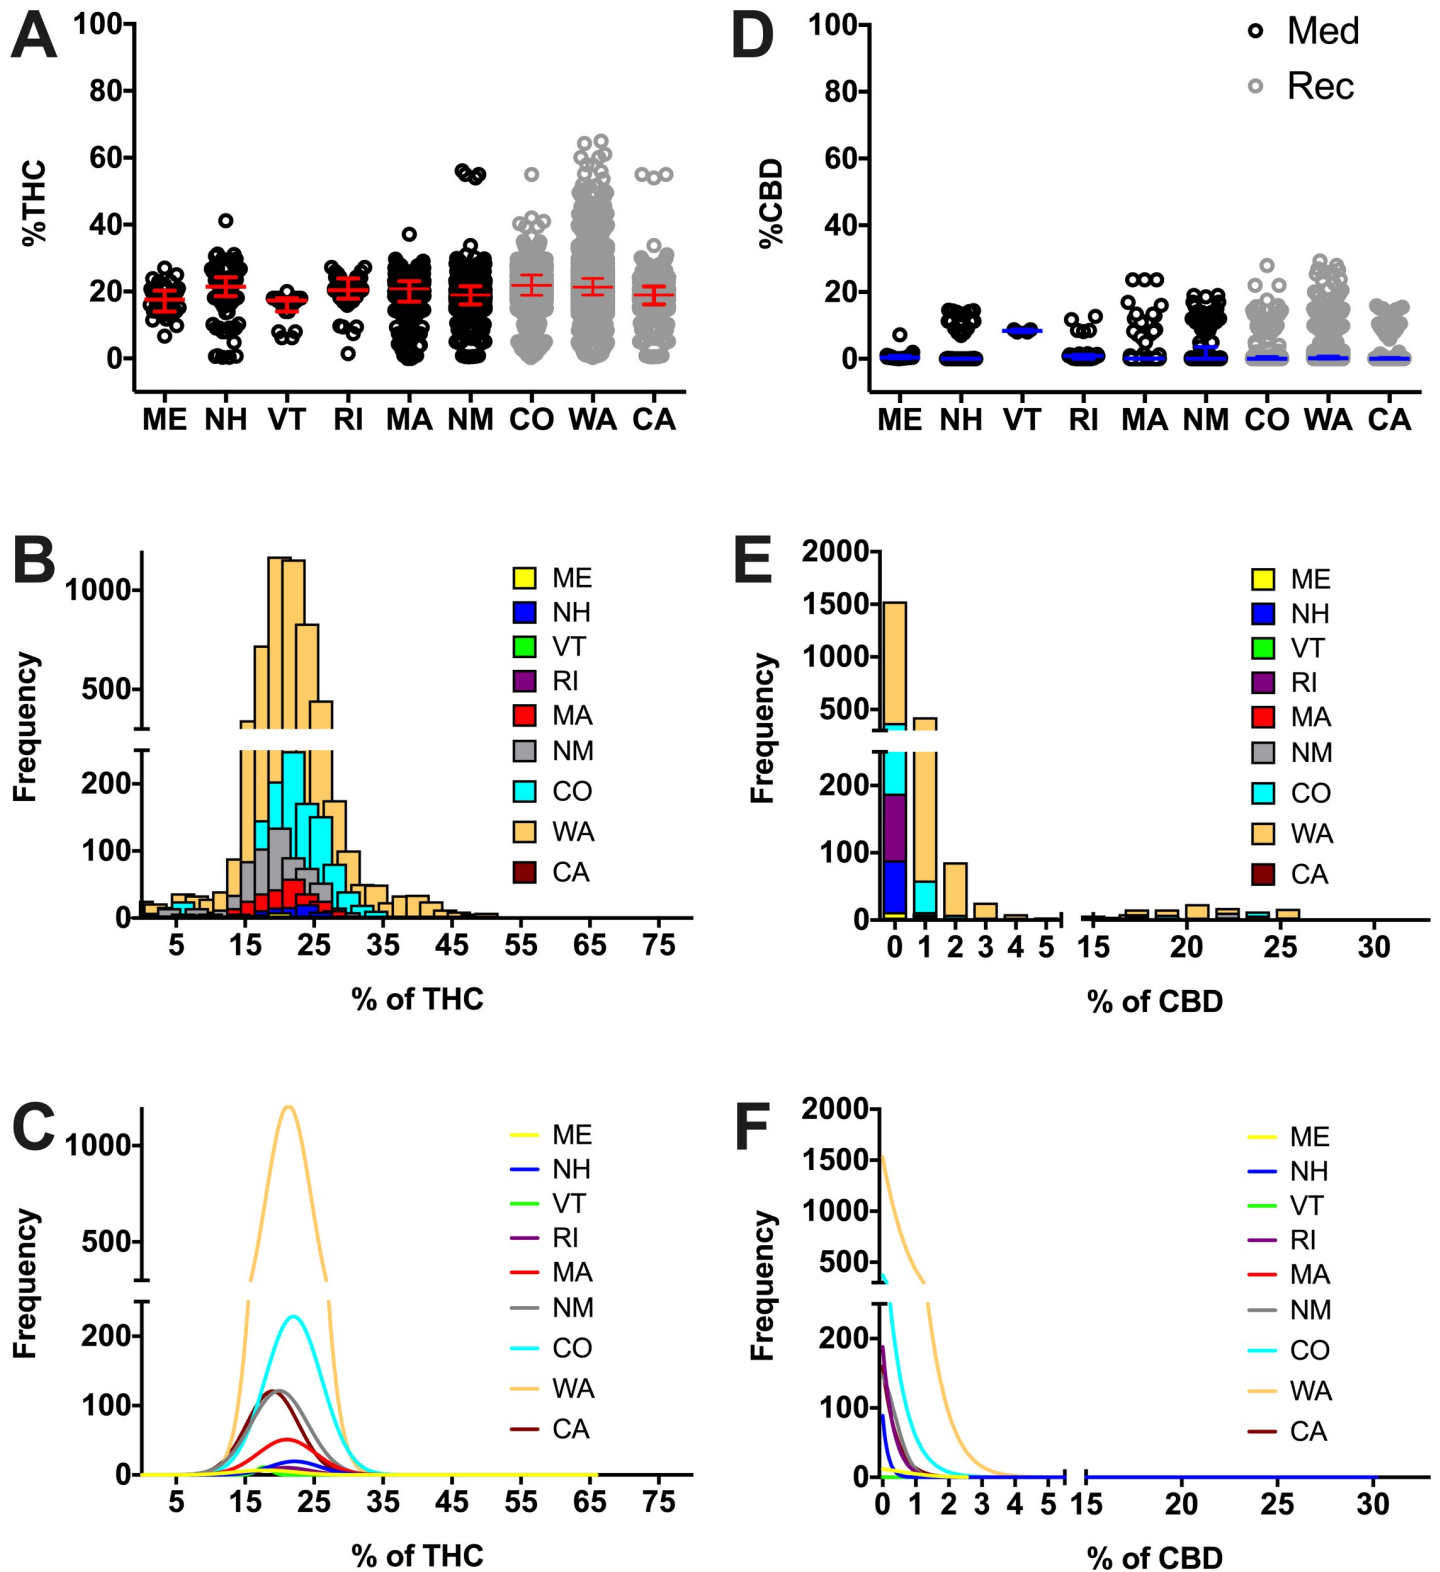 A
100
80
60
40
20
0
%THC
ME NH VT RI MA NM CO WA CA
D
100
80
60
40
20
0
%CBD
Med
Rec
ME NH VT RI MA NM CO WA CA
B
1000
500
200
100
0
Frequency
ME
NH
VT
RI
MA
NM
CO
WA
CA
5 15 25 35 45 55 65 75
% of THC
E
2000
1500
1000
500
200
100
0
Frequency
ME
NH
VT
RI
MA
NM
CO
WA
CA
0 1 2 3 4 5 15 20 25 30
% of CBD
C
1000
500
200
100
0
Frequency
ME
NH
VT
RI
MA
NM
CO
WA
CA
5 15 25 35 45 55 65 75
% of THC
F
2000
1500
1000
500
200
100
0
Frequency
ME
NH
VT
RI
MA
NM
CO
WA
CA
0 1 2 3 4 5 15 20 25 30
% of CBD